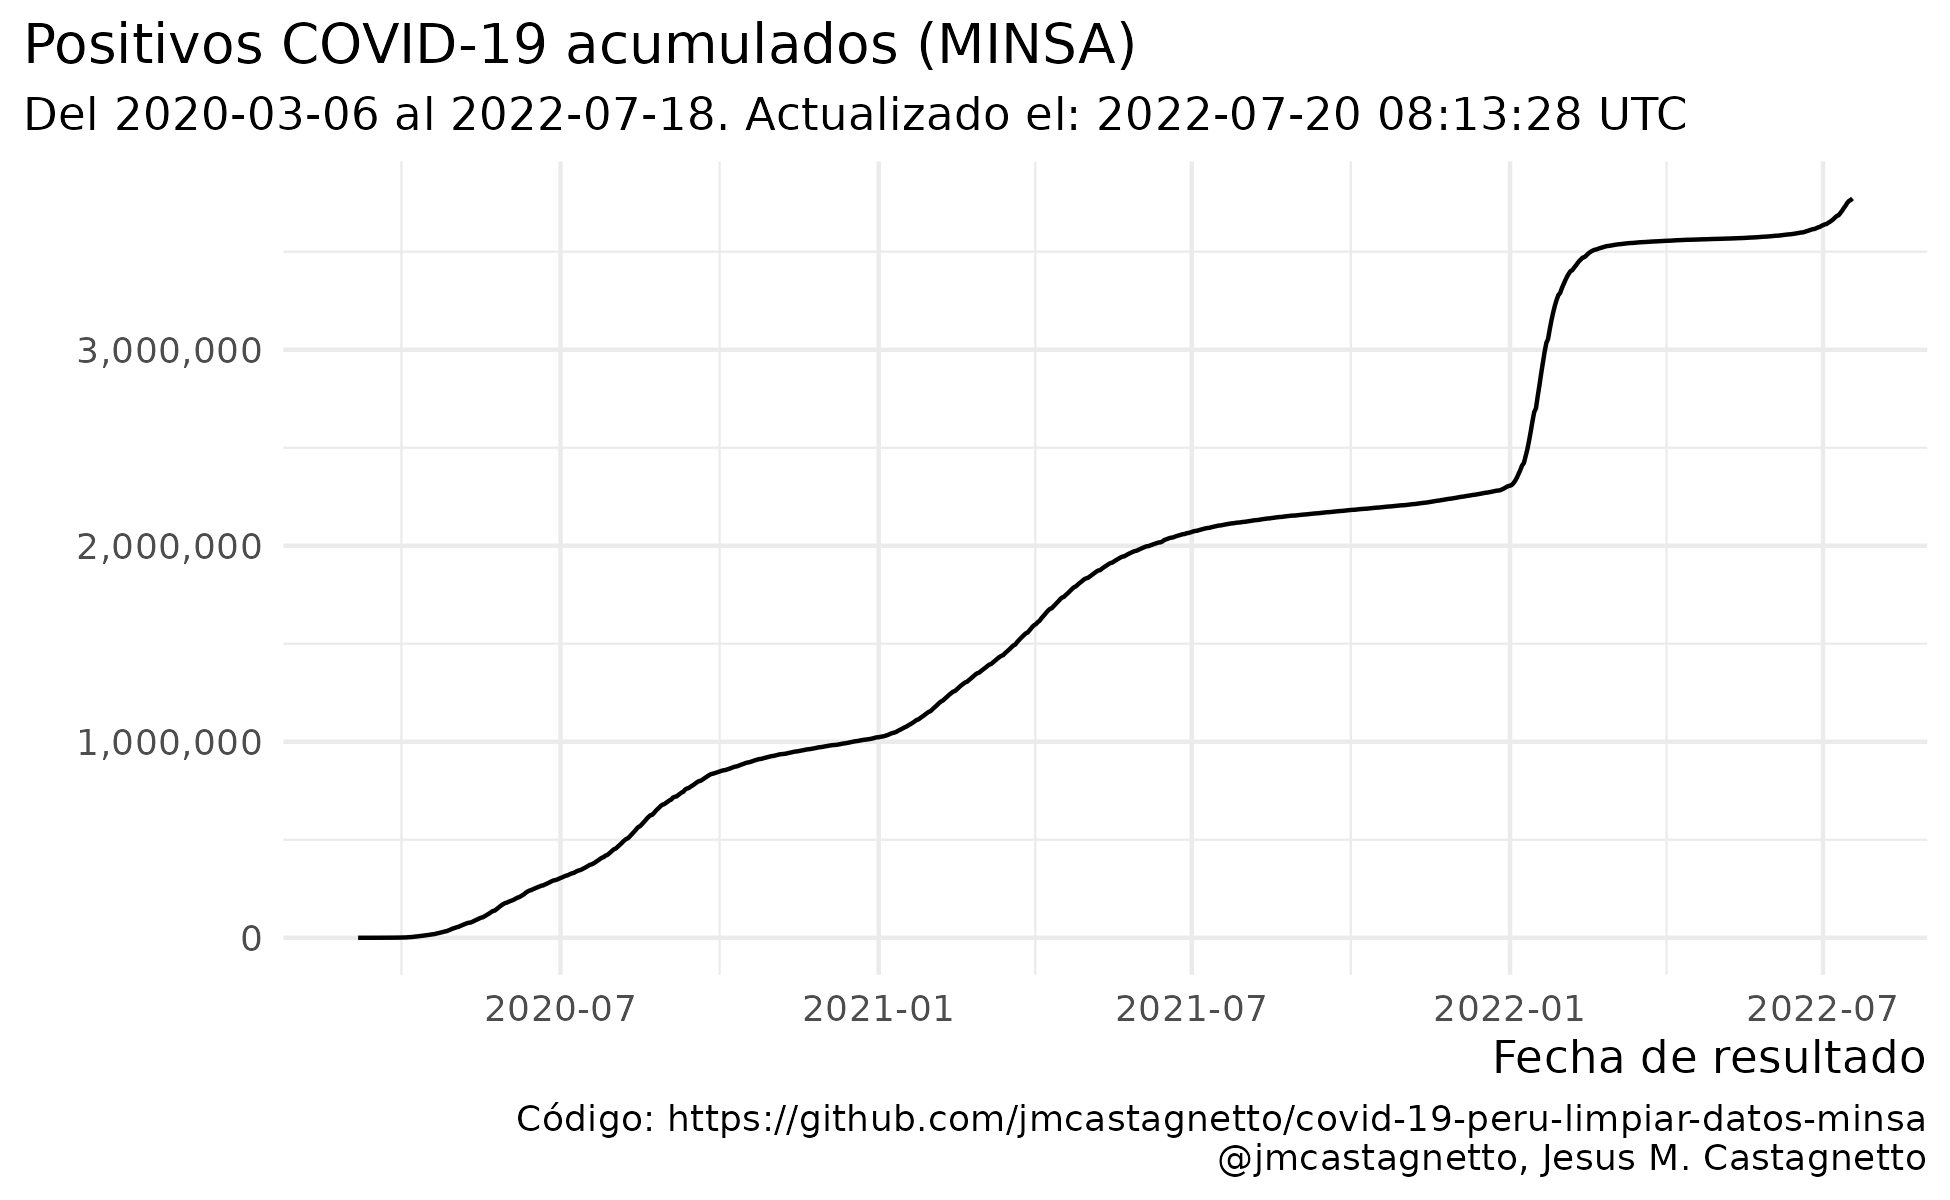 Positivos COVID-19 acumulados (MINSA)
Del 2020-03-06 al 2022-07-18. Actualizado el: 2022-07-20 08:13:28 UTC
3,000,000
2,000,000
1,000,000
0
2020-07 2021-01 2021-07 2022-01 2022-07
Fecha de resultado
Código: https://github.com/jmcastagnetto/covid-19-peru-limpiar-datos-minsa
@jmcastagnetto, Jesus M. Castagnetto